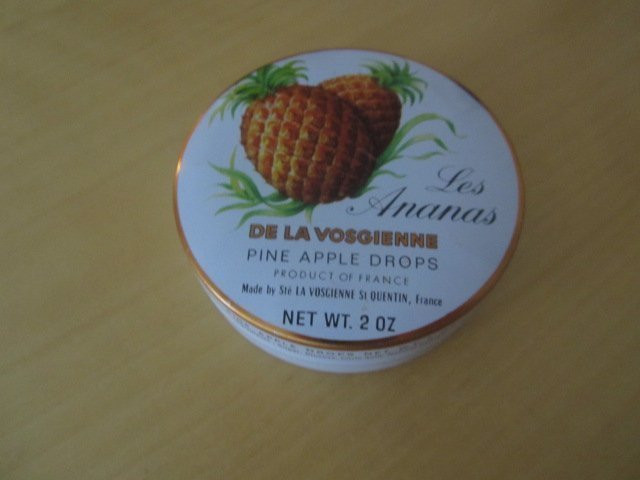 Les
Ananas
DE LA VOSGIENNE
PINE APPLE DROPS
PRODUCT OF FRANCE
Made by Sté LA VOSGIENNE St QUENTIN, France
NET WT. 2 OZ